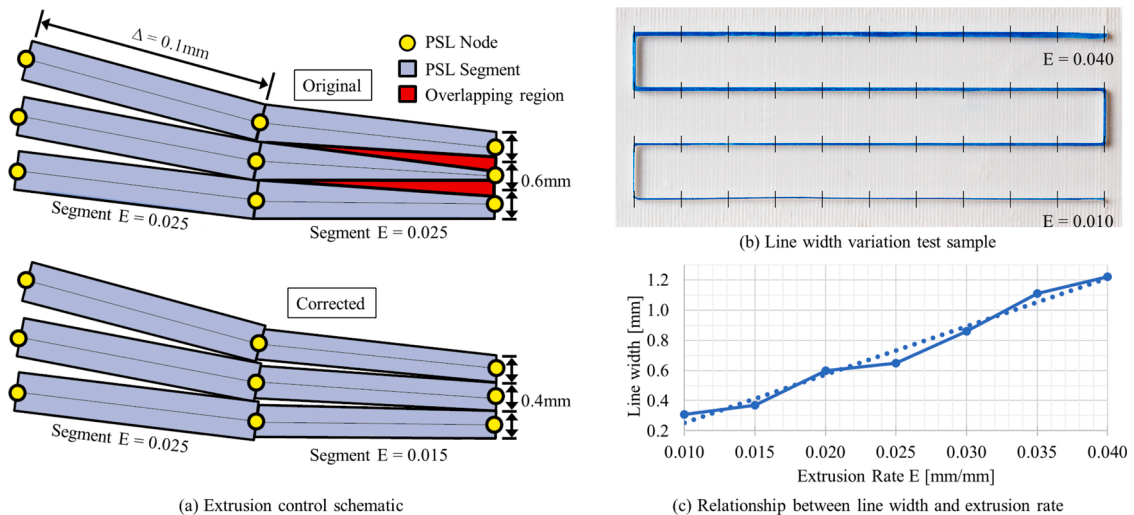 Δ = 0.1mm
Original
PSL Node
PSL Segment
Overlapping region
0.6mm
Segment E = 0.025
Segment E = 0.025
Corrected
0.4mm
Segment E = 0.025
Segment E = 0.015
(a) Extrusion control schematic
E = 0.040
E = 0.010
(b) Line width variation test sample
Line width [mm]
1.2
1.0
0.8
0.6
0.4
0.2
0.010 0.015 0.020 0.025 0.030 0.035 0.040
Extrusion Rate E [mm/mm]
(c) Relationship between line width and extrusion rate